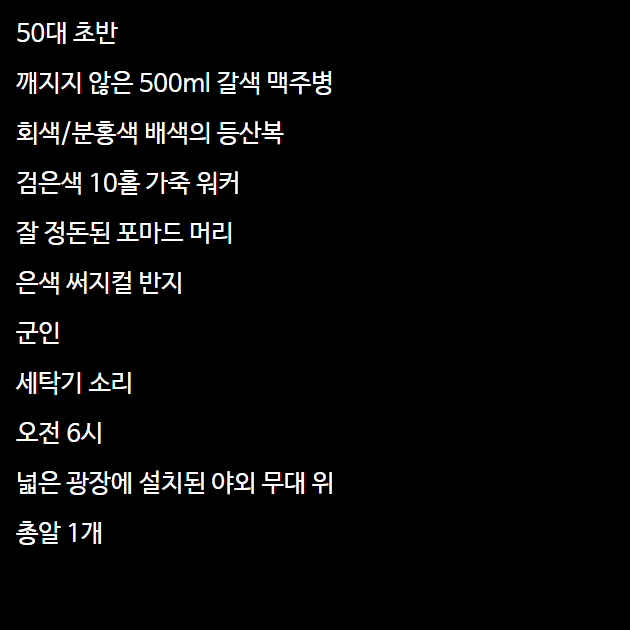 50대 초반
깨지지 않은 500ml 갈색 맥주병
회색/분홍색 배색의 등산복
검은색 10홀 가죽 워커
잘 정돈된 포마드 머리
은색 써지컬 반지
군인
세탁기 소리
오전 6시
넓은 광장에 설치된 야외 무대 위
총알 1개